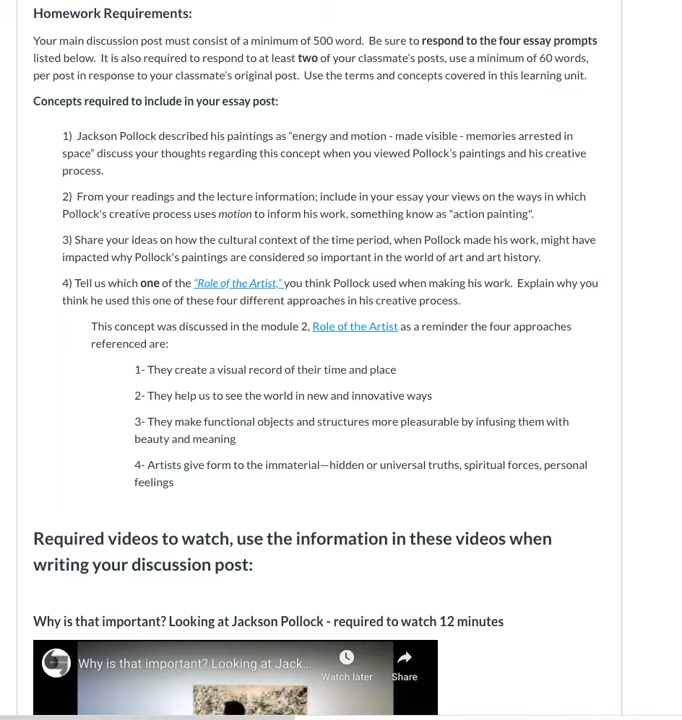 Homework Requirements:
Your main discussion post must consist of a minimum of 500 word.  Be sure to respond to the four essay prompts
listed below.  It is also required to respond to at least two of your classmate's posts, use a minimum of 60 words,
per post in response to your classmate's original post.  Use the terms and concepts covered in this learning unit.
Concepts required to include in your essay post:
1)  Jackson Pollock described his paintings as "energy and motion - made visible - memories arrested in
space" discuss your thoughts regarding this concept when you viewed Pollock's paintings and his creative
process.
2)  From your readings and the lecture information; include in your essay your views on the ways in which
Pollock's creative process uses motion to inform his work, something know as "action painting".
3) Share your ideas on how the cultural context of the time period, when Pollock made his work, might have
impacted why Pollock's paintings are considered so important in the world of art and art history.
4) Tell us which one of the "Role of the Artist," you think Pollock used when making his work.  Explain why you
think he used this one of these four different approaches in his creative process.
This concept was discussed in the module 2, Role of the Artist as a reminder the four approaches
referenced are:
1- They create a visual record of their time and place
2- They help us to see the world in new and innovative ways
3- They make functional objects and structures more pleasurable by infusing them with
beauty and meaning
4- Artists give form to the immaterial—hidden or universal truths, spiritual forces, personal
feelings
Required videos to watch, use the information in these videos when
writing your discussion post:
Why is that important? Looking at Jackson Pollock - required to watch 12 minutes
Why is that important? Looking at Jack...
Watch later
Share